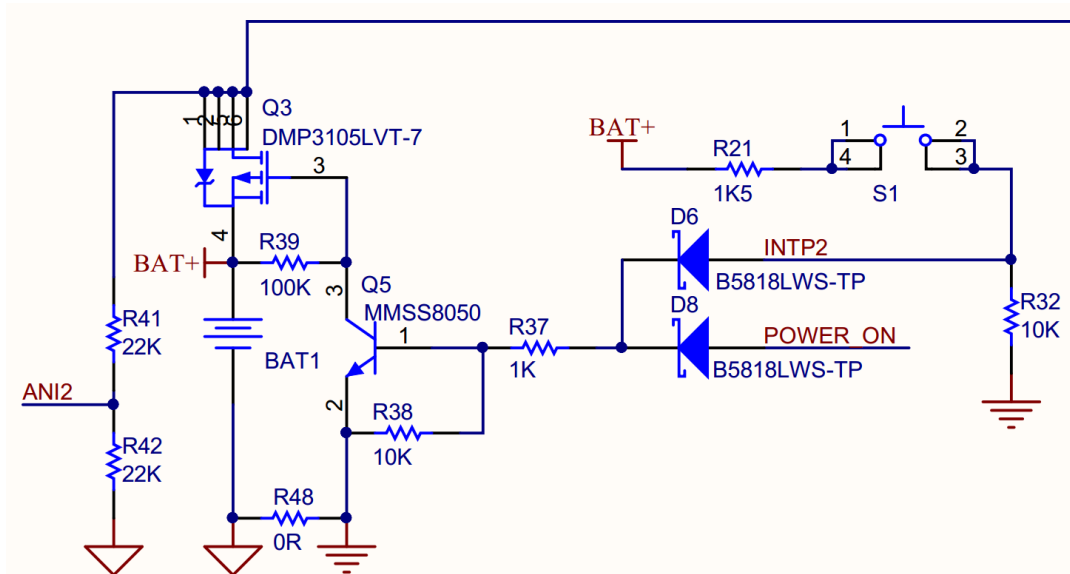 1
2
5
6
Q3
DMP3105LVT-7
3
4
BAT+
R39
100K
3
Q5
MMSS8050
1
2
BAT1
R41
22K
ANI2
R42
22K
R38
10K
R48
0R
R37
1K
BAT+
R21
1K5
1
4
2
3
S1
D6
INTP2
B5818LWS-TP
D8
POWER_ON
B5818LWS-TP
R32
10K